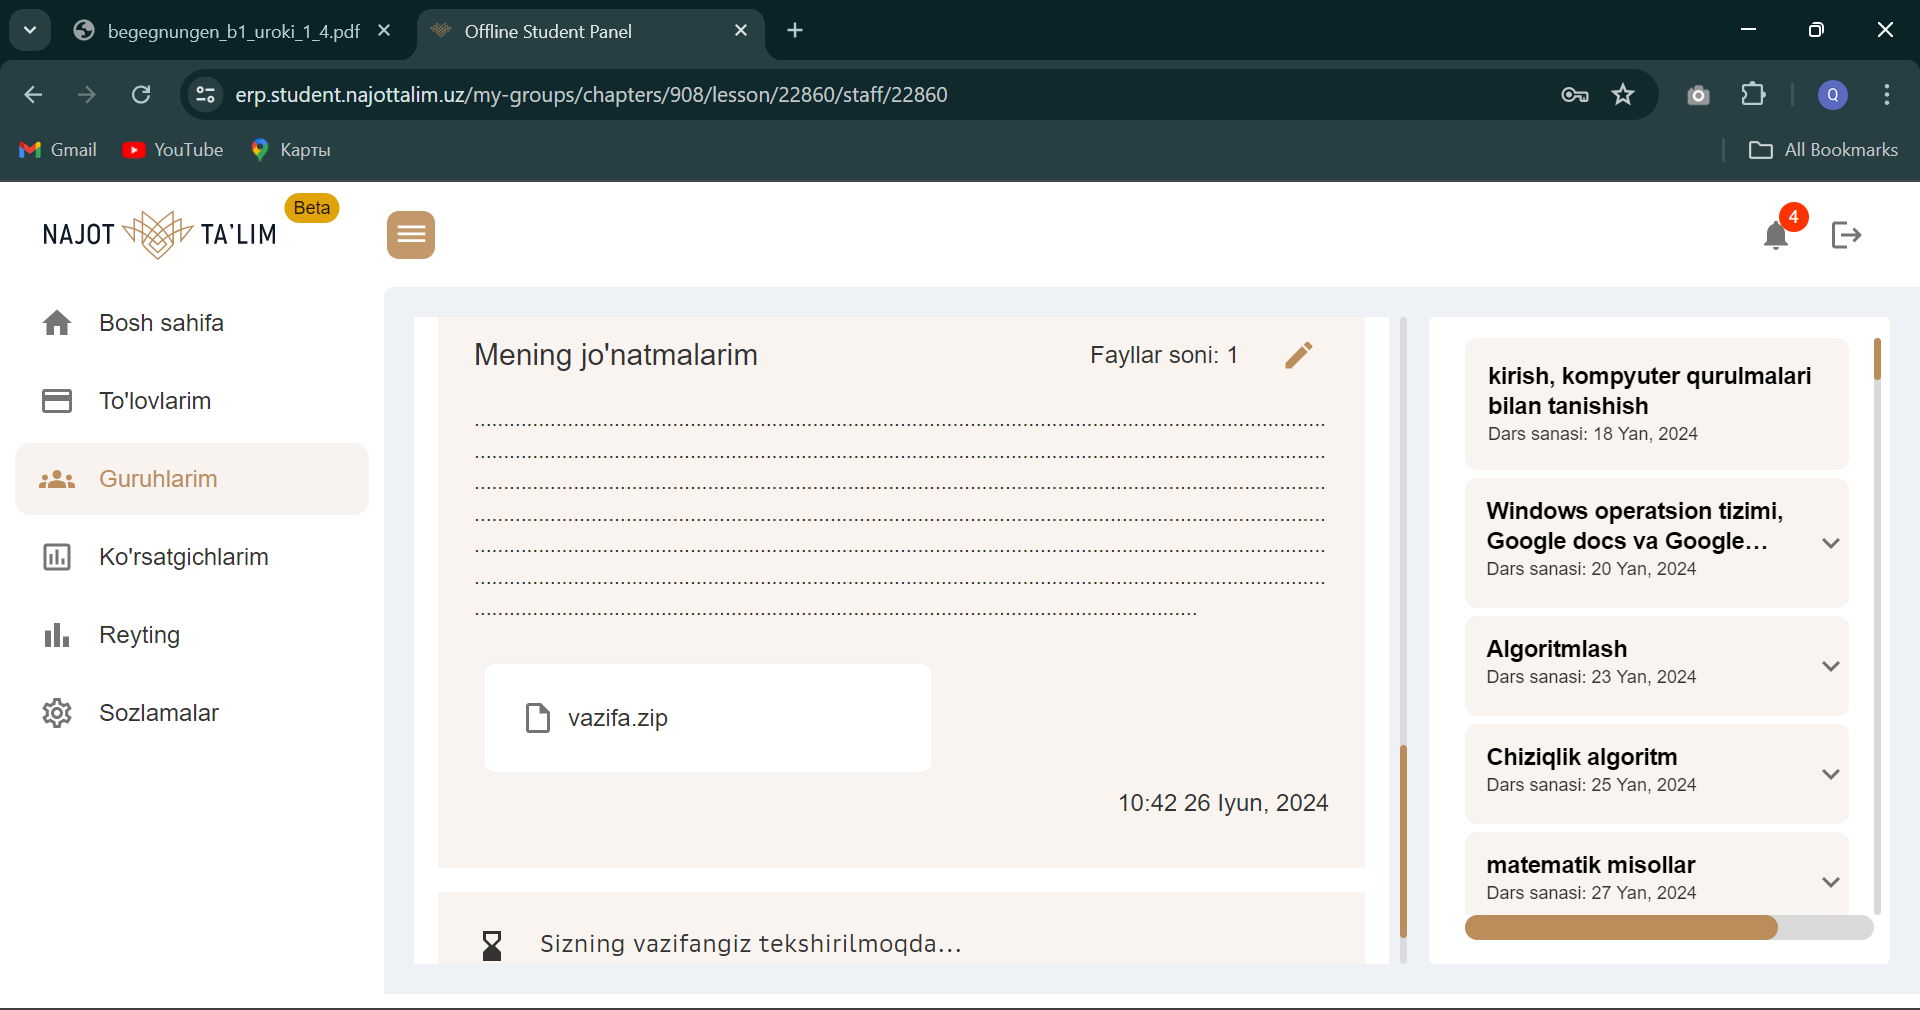 begegnungen_b1_uroki_1_4.pdf
Offline Student Panel
erp.student.najottalim.uz/my-groups/chapters/908/lesson/22860/staff/22860
Q
Gmail
YouTube
Карты
All Bookmarks
NAJOT TA'LIM
Beta
4
Bosh sahifa
To'lovlarim
Guruhlarim
Ko'rsatgichlarim
Reyting
Sozlamalar
Mening jo'natmalarim
Fayllar soni: 1
vazifa.zip
10:42 26 Iyun, 2024
Sizning vazifangiz tekshirilmoqda...
kirish, kompyuter qurulmalari
bilan tanishish
Dars sanasi: 18 Yan, 2024
Windows operatsion tizimi,
Google docs va Google...
Dars sanasi: 20 Yan, 2024
Algoritmlash
Dars sanasi: 23 Yan, 2024
Chiziqlik algoritm
Dars sanasi: 25 Yan, 2024
matematik misollar
Dars sanasi: 27 Yan, 2024